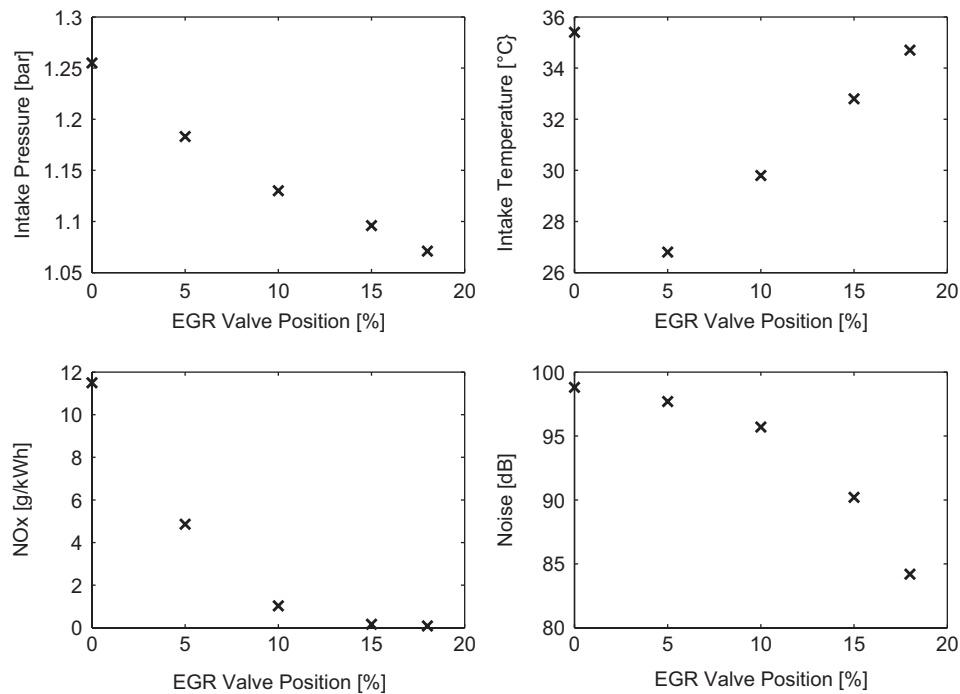 1.3
1.25
1.2
1.15
1.1
1.05
Intake Pressure [bar]
0 5 10 15 20
EGR Valve Position [%]
36
34
32
30
28
26
Intake Temperature [°C}
0 5 10 15 20
EGR Valve Position [%]
12
10
8
6
4
2
0
NOx [g/kWh]
0 5 10 15 20
EGR Valve Position [%]
100
95
90
85
80
Noise [dB]
0 5 10 15 20
EGR Valve Position [%]